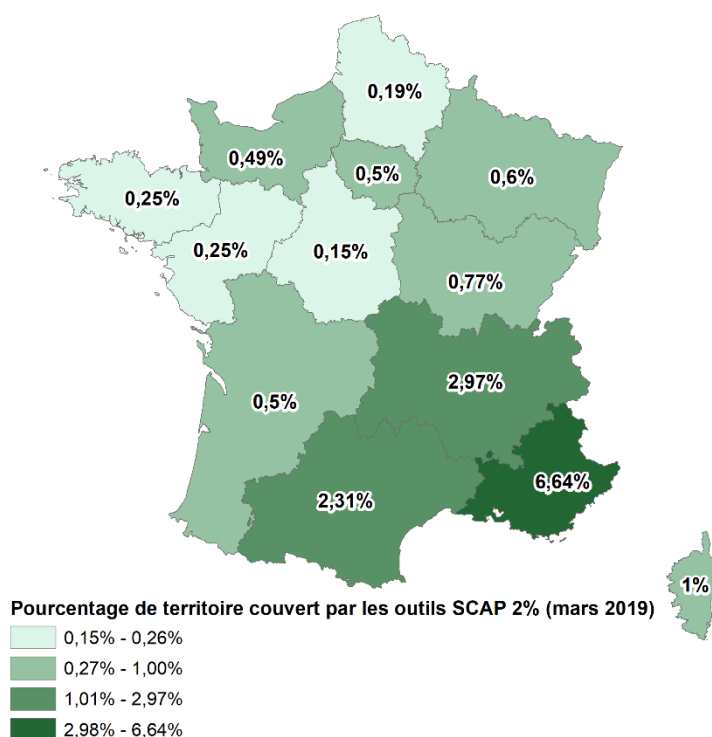 0,19%
0,49%
0,5%
0,6%
0,25%
0,25%
0,15%
0,77%
2,97%
0,5%
6,64%
2,31%
1%
Pourcentage de territoire couvert par les outils SCAP 2% (mars 2019)
0,15% - 0,26%
0,27% - 1,00%
1,01% - 2,97%
2,98% - 6,64%